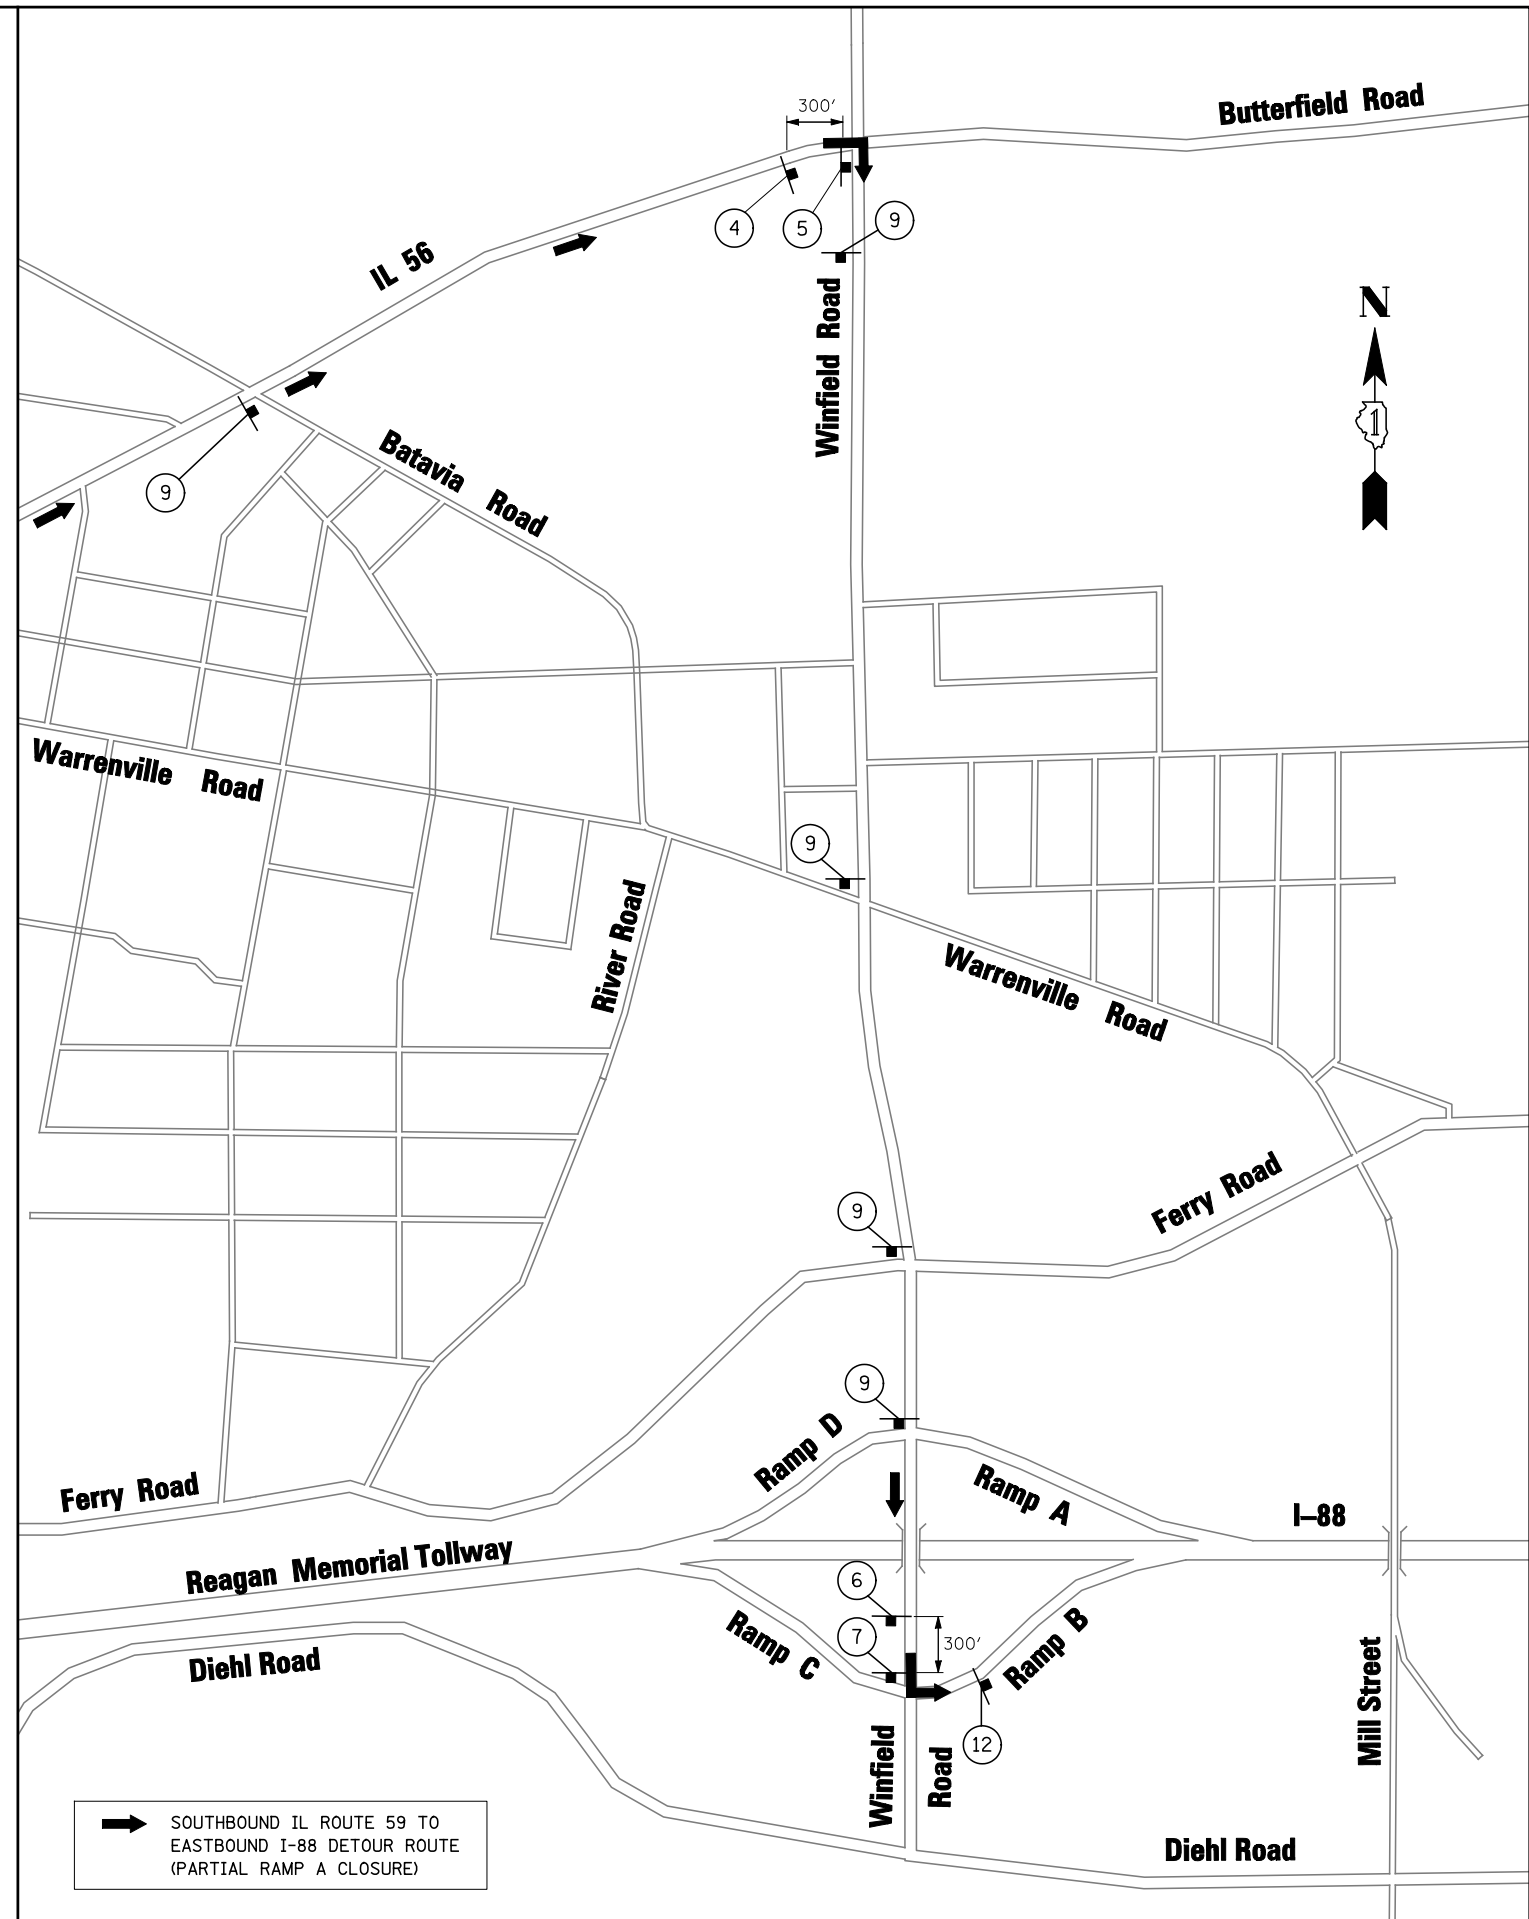 300'
Butterfield Road
4
5
9
IL 56
Winfield Road
N
1
9
Batavia Road
Warrenville Road
9
River Road
Warrenville Road
9
Ferry Road
9
Ramp D
Ramp A
Ferry Road
I-88
Reagan Memorial Tollway
6
7
300'
Ramp C
Ramp B
Diehl Road
Mill Street
12
Winfield Road
SOUTHBOUND IL ROUTE 59 TO
EASTBOUND I-88 DETOUR ROUTE
(PARTIAL RAMP A CLOSURE)
Diehl Road